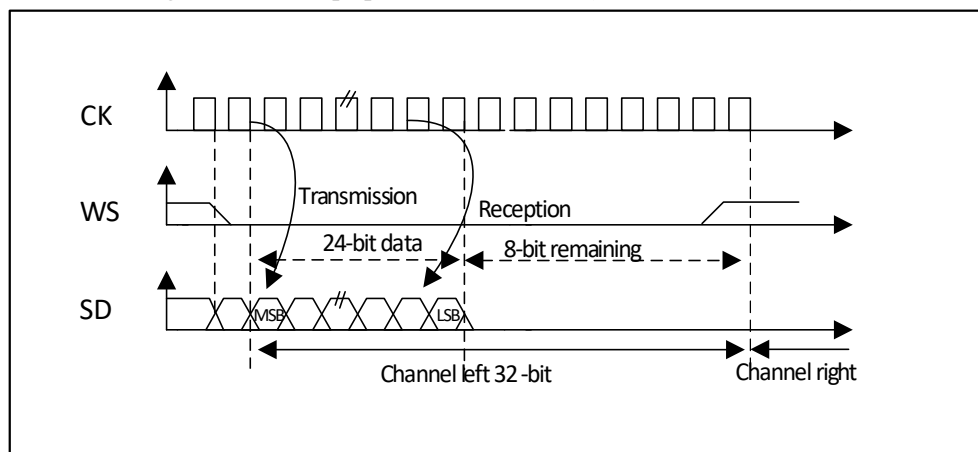 CK
WS
Transmission
Reception
24-bit data
8-bit remaining
SD
MSB
LSB
Channel left 32 -bit
Channel right